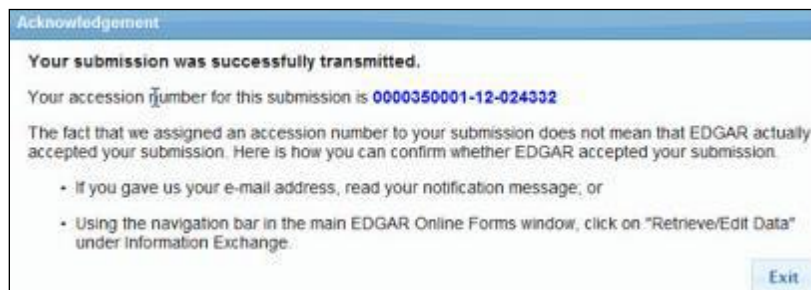 Acknowledgement
Your submission was successfully transmitted.
Your accession number for this submission is 0000350001-12-024332
The fact that we assigned an accession number to your submission does not mean that EDGAR actually
accepted your submission. Here is how you can confirm whether EDGAR accepted your submission.
• If you gave us your e-mail address, read your notification message; or
• Using the navigation bar in the main EDGAR Online Forms window, click on "Retrieve/Edit Data"
under Information Exchange.
Exit